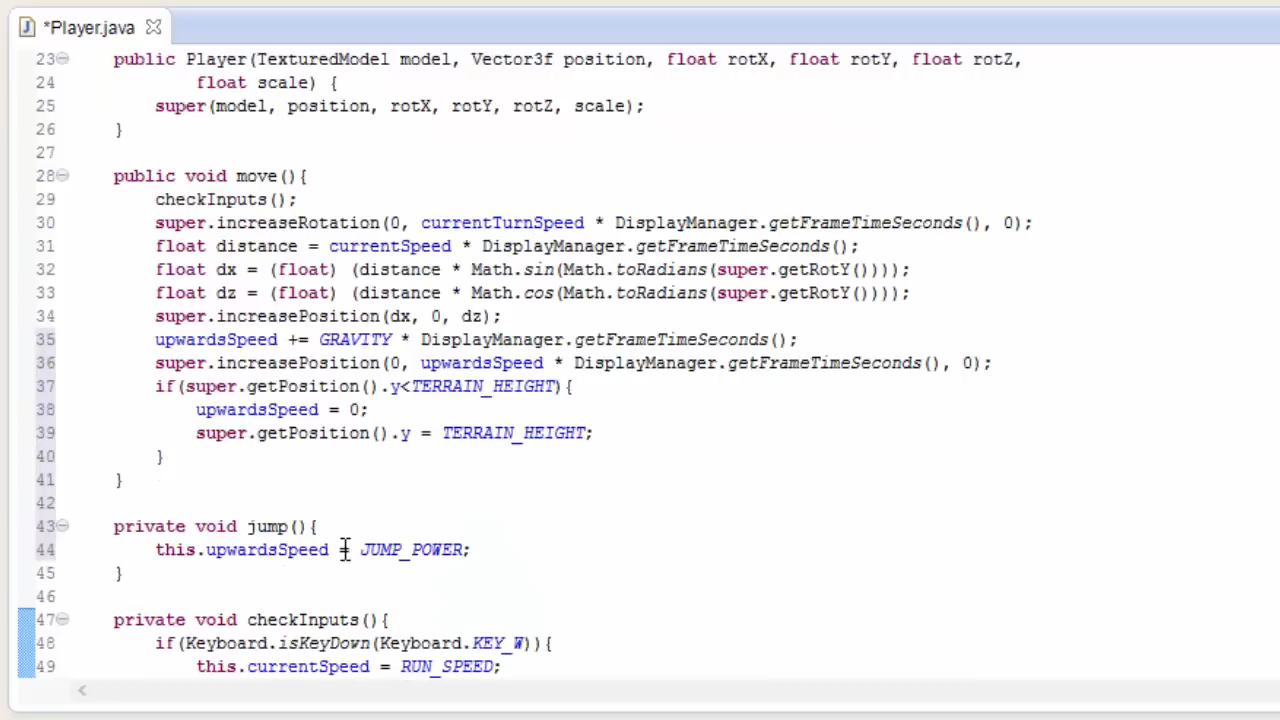 *Player.java
23 public Player(TexturedModel model, Vector3f position, float rotX, float rotY, float rotZ,
24 float scale) {
25 super(model, position, rotX, rotY, rotZ, scale);
26 }
27
28 public void move(){
29 checkInputs();
30 super.increaseRotation(0, currentTurnSpeed * DisplayManager.getFrameTimeSeconds(), 0);
31 float distance = currentSpeed * DisplayManager.getFrameTimeSeconds();
32 float dx = (float) (distance * Math.sin(Math.toRadians(super.getRotY())));
33 float dz = (float) (distance * Math.cos(Math.toRadians(super.getRotY())));
34 super.increasePosition(dx, 0, dz);
35 upwardsSpeed += GRAVITY * DisplayManager.getFrameTimeSeconds();
36 super.increasePosition(0, upwardsSpeed * DisplayManager.getFrameTimeSeconds(), 0);
37 if(super.getPosition().y<TERRAIN_HEIGHT){
38 upwardsSpeed = 0;
39 super.getPosition().y = TERRAIN_HEIGHT;
40 }
41 }
42
43 private void jump(){
44 this.upwardsSpeed = JUMP_POWER;
45 }
46
47 private void checkInputs(){
48 if(Keyboard.isKeyDown(Keyboard.KEY_W)){
49 this.currentSpeed = RUN_SPEED;